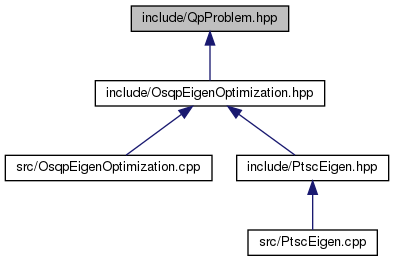 include/QpProblem.hpp
include/OsqpEigenOptimization.hpp
src/OsqpEigenOptimization.cpp
include/PtscEigen.hpp
src/PtscEigen.cpp